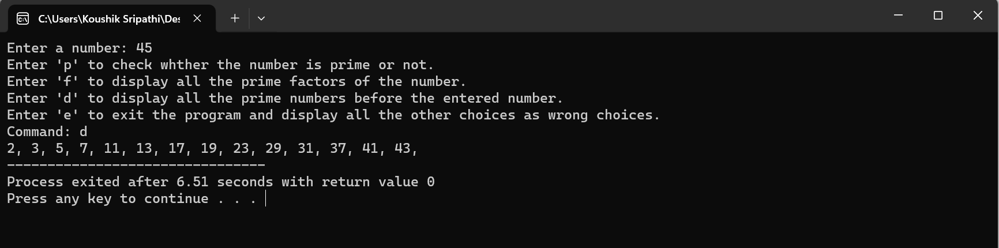 C:\Users\Koushik Sripathi\Des
Enter a number: 45
Enter 'p' to check whther the number is prime or not.
Enter 'f' to display all the prime factors of the number.
Enter 'd' to display all the prime numbers before the entered number.
Enter 'e' to exit the program and display all the other choices as wrong choices.
Command: d
2, 3, 5, 7, 11, 13, 17, 19, 23, 29, 31, 37, 41, 43,
--------------------------------
Process exited after 6.51 seconds with return value 0
Press any key to continue . . .